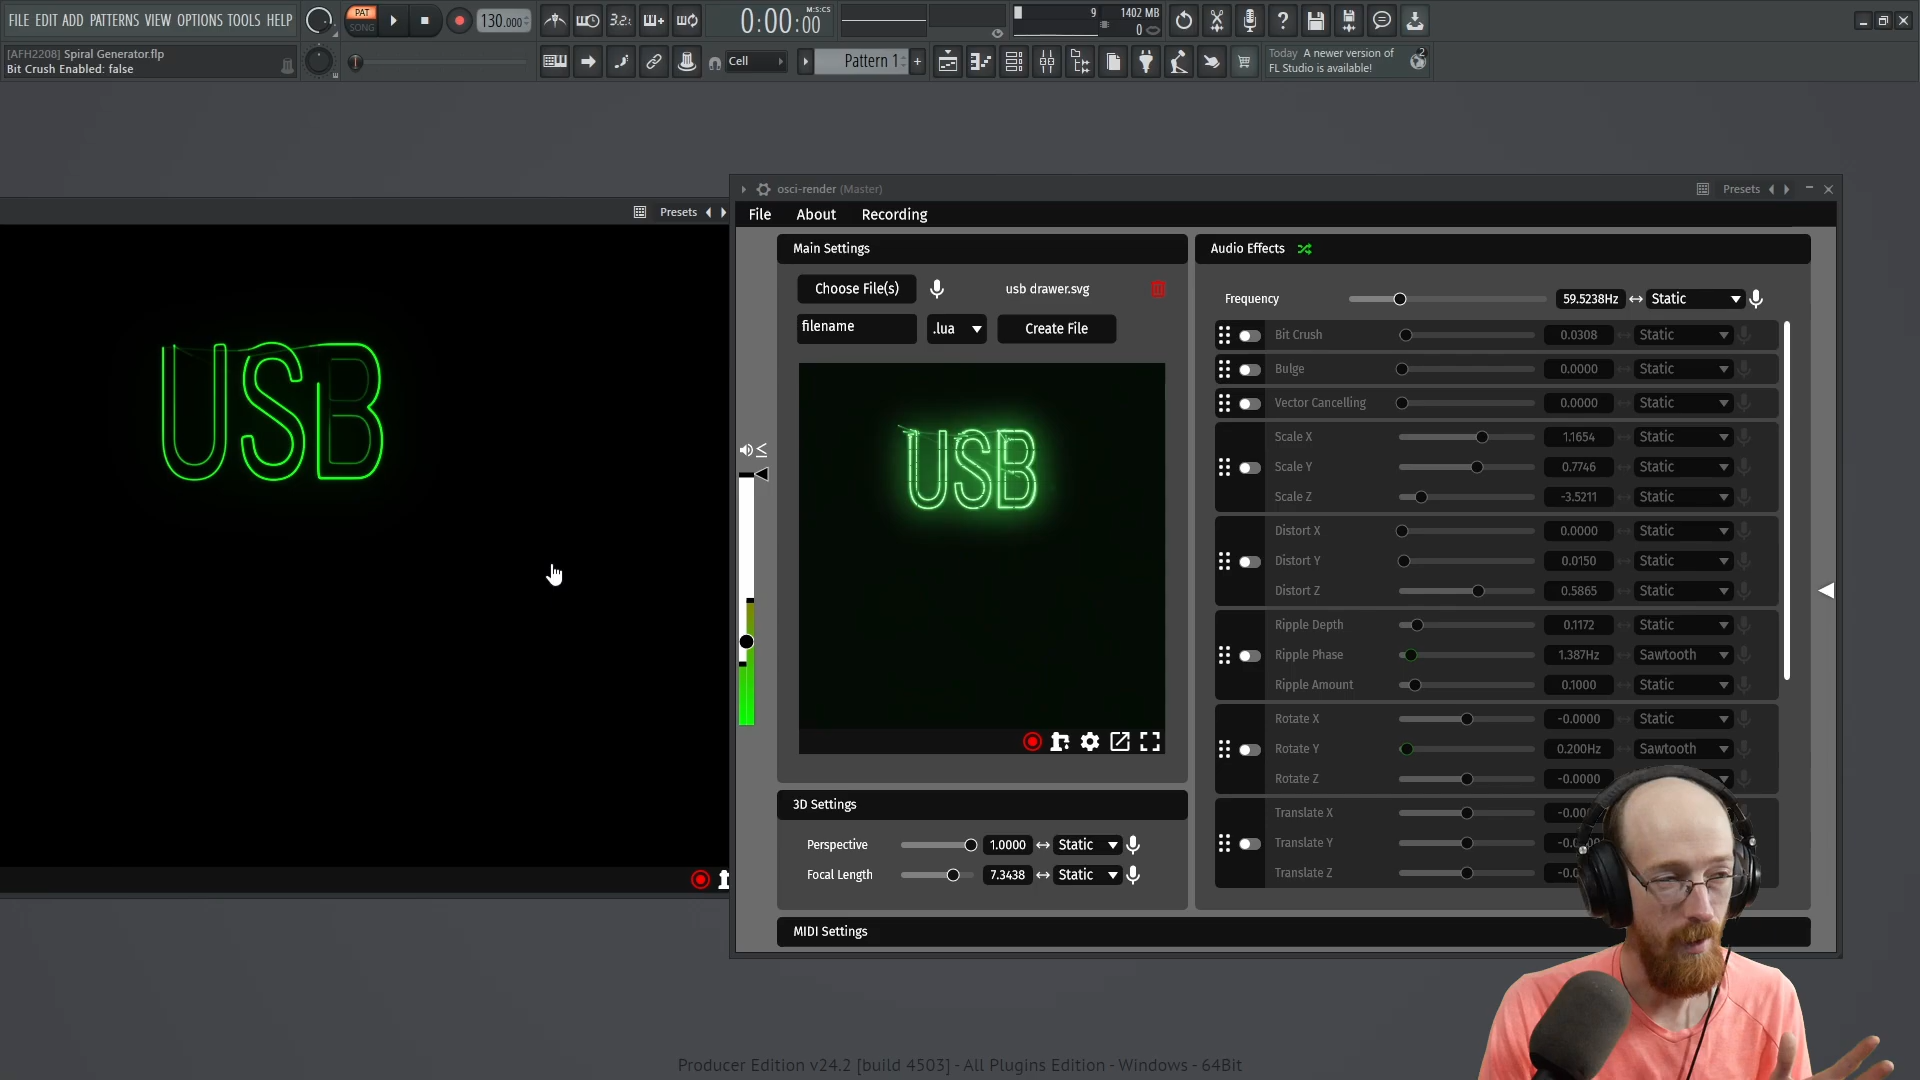 FILE EDIT ADD PATTERNS VIEW OPTIONS TOOLS HELP
PAT
SONG
130.000
3.2.
0:00:00
M:S:CS
9
1402 MB
0
[AFH2208] Spiral Generator.flp
Bit Crush Enabled: false
Cell
Pattern 1
Today A newer version of
FL Studio is available!
2
Presets
USB
osci-render (Master)
Presets
File About Recording
Main Settings
Choose File(s)
usb drawer.svg
filename
.lua
Create File
USB
3D Settings
Perspective 1.0000 Static
Focal Length 7.3438 Static
MIDI Settings
Audio Effects
Frequency 59.5238Hz Static
Bit Crush 0.0308 Static
Bulge 0.0000 Static
Vector Cancelling 0.0000 Static
Scale X 1.1654 Static
Scale Y 0.7746 Static
Scale Z -3.5211 Static
Distort X 0.0000 Static
Distort Y 0.0150 Static
Distort Z 0.5865 Static
Ripple Depth 0.1172 Static
Ripple Phase 1.387Hz Sawtooth
Ripple Amount 0.1000 Static
Rotate X -0.0000 Static
Rotate Y 0.200Hz Sawtooth
Rotate Z -0.0000
Translate X
Translate Y
Translate Z
Producer Edition v24.2 [build 4503] - All Plugins Edition - Windows - 64Bit